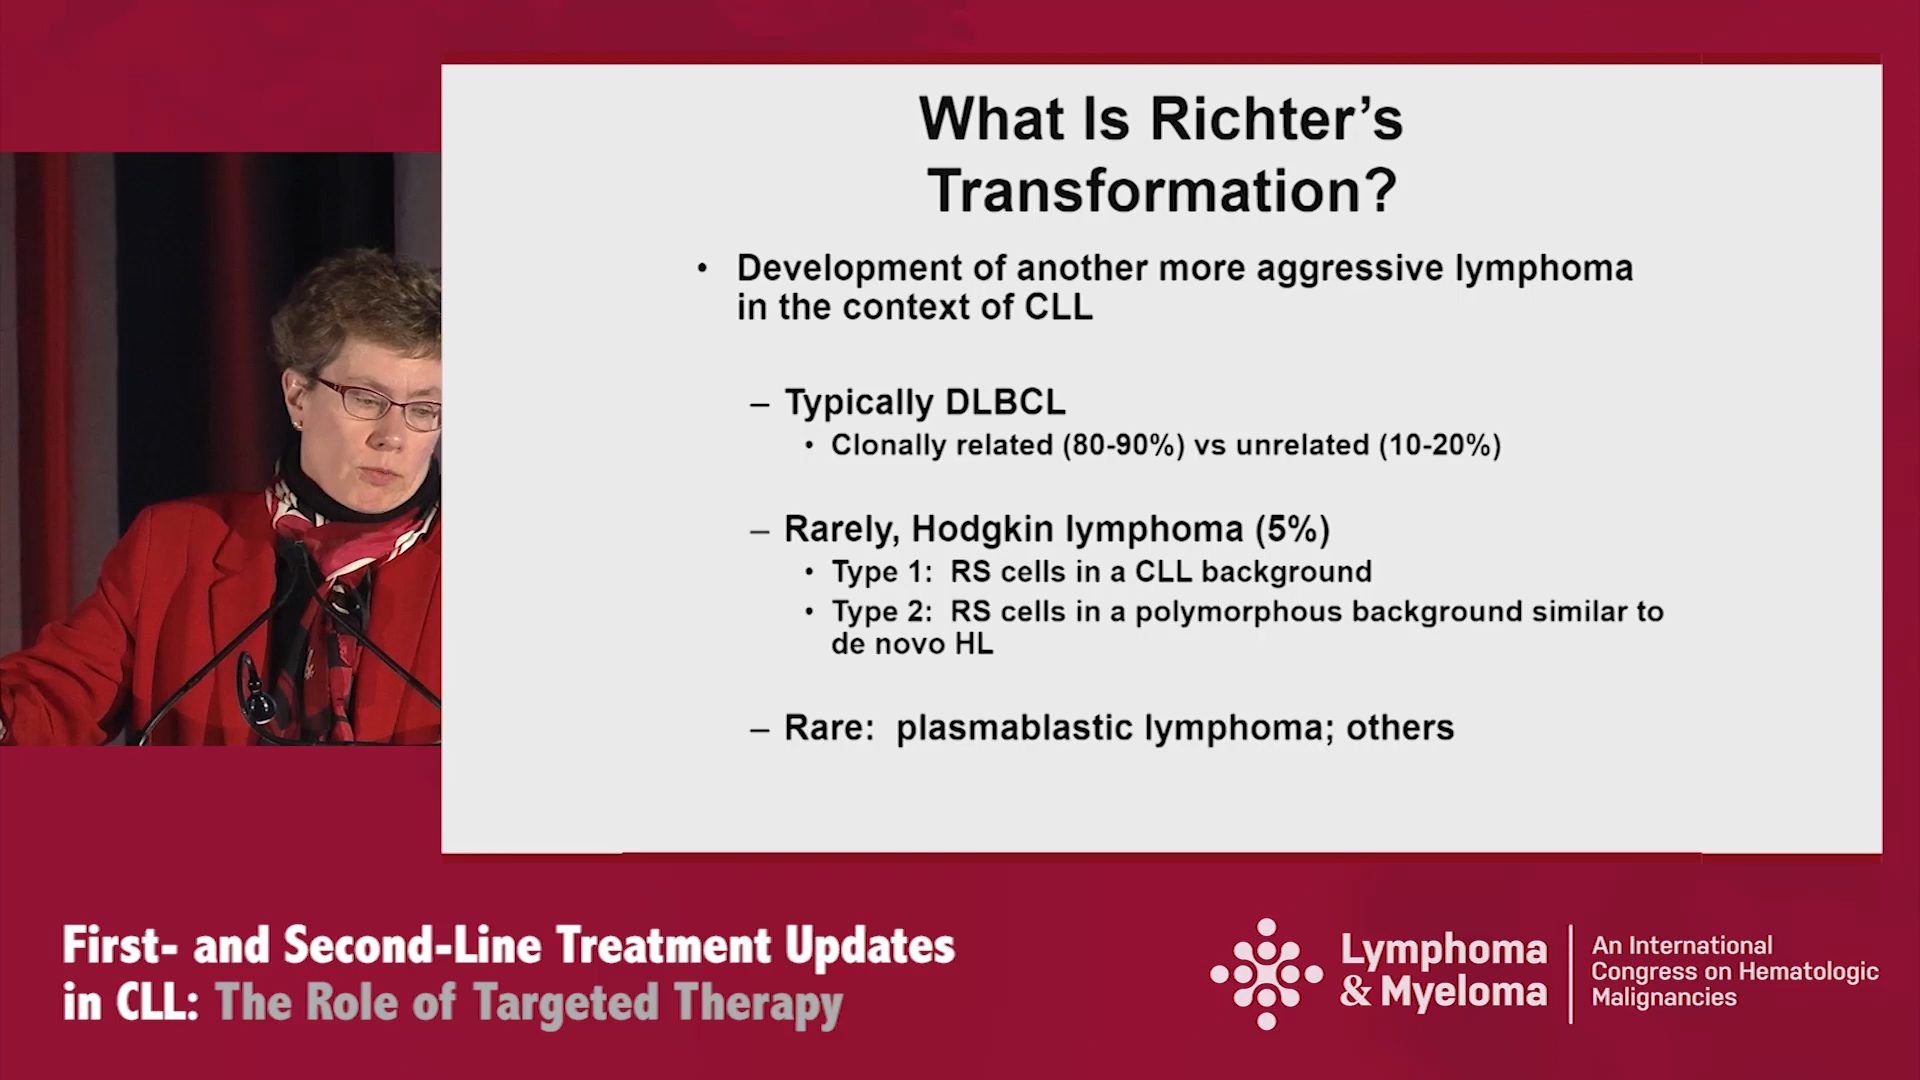 What Is Richter's
Transformation?
• Development of another more aggressive lymphoma
in the context of CLL
– Typically DLBCL
• Clonally related (80-90%) vs unrelated (10-20%)
– Rarely, Hodgkin lymphoma (5%)
• Type 1: RS cells in a CLL background
• Type 2: RS cells in a polymorphous background similar to
de novo HL
– Rare: plasmablastic lymphoma; others
First- and Second-Line Treatment Updates
in CLL: The Role of Targeted Therapy
Lymphoma
& Myeloma
An International
Congress on Hematologic
Malignancies